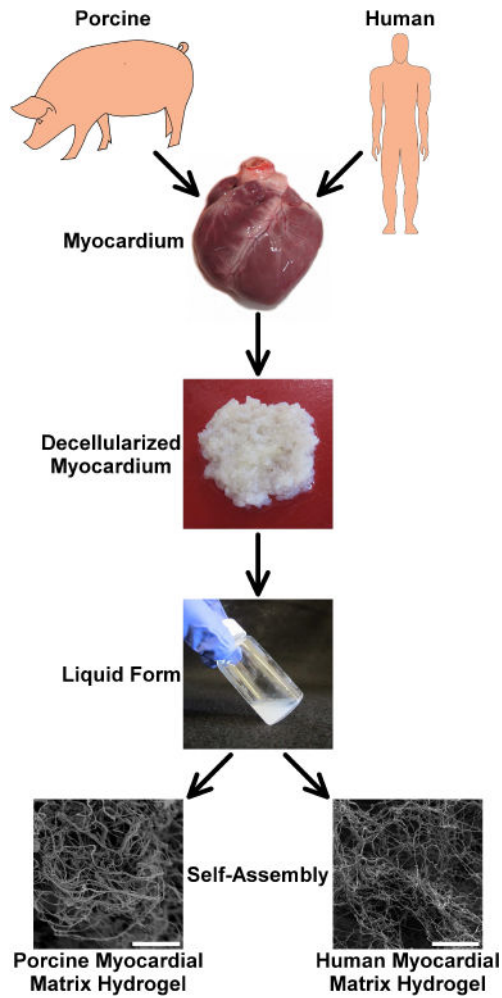 Porcine
Human
Myocardium
Decellularized
Myocardium
Liquid Form
Self-Assembly
Porcine Myocardial
Matrix Hydrogel
Human Myocardial
Matrix Hydrogel